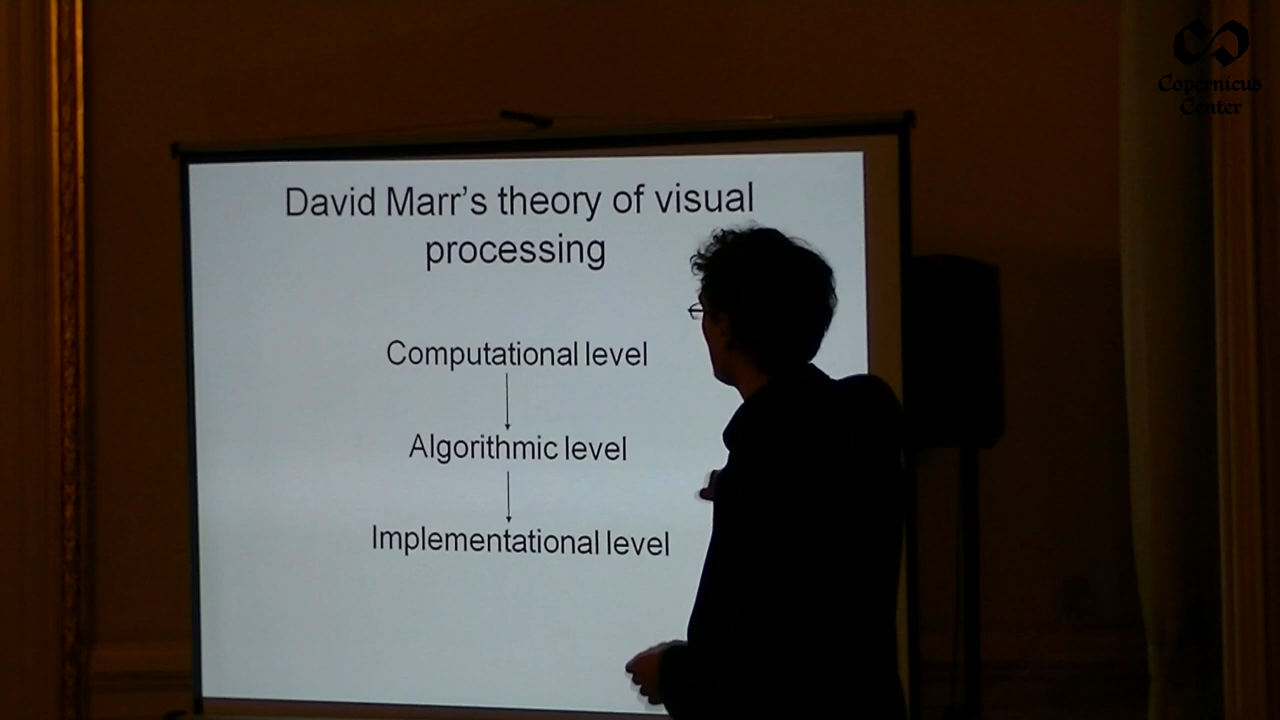 Copernicus
Center
David Marr's theory of visual
processing
Computational level
Algorithmic level
Implementational level